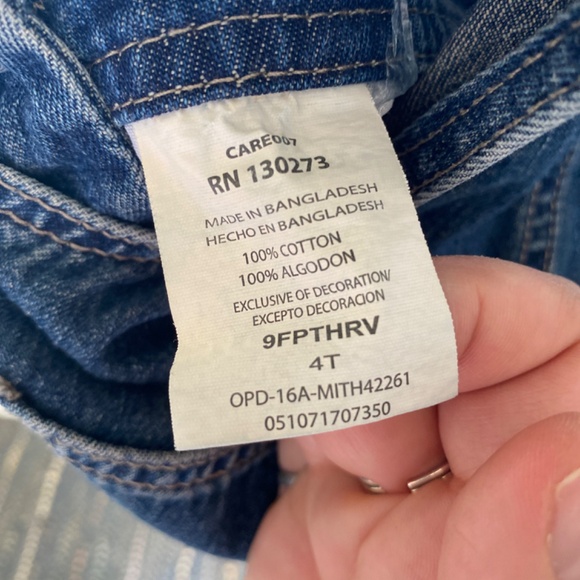 CARE007
RN 130273
MADE IN BANGLADESH
HECHO EN BANGLADESH
100% COTTON
100% ALGODON
EXCLUSIVE OF DECORATION/
EXCEPTO DECORACION
9FPTHRV
4T
OPD-16A-MITH42261
051071707350